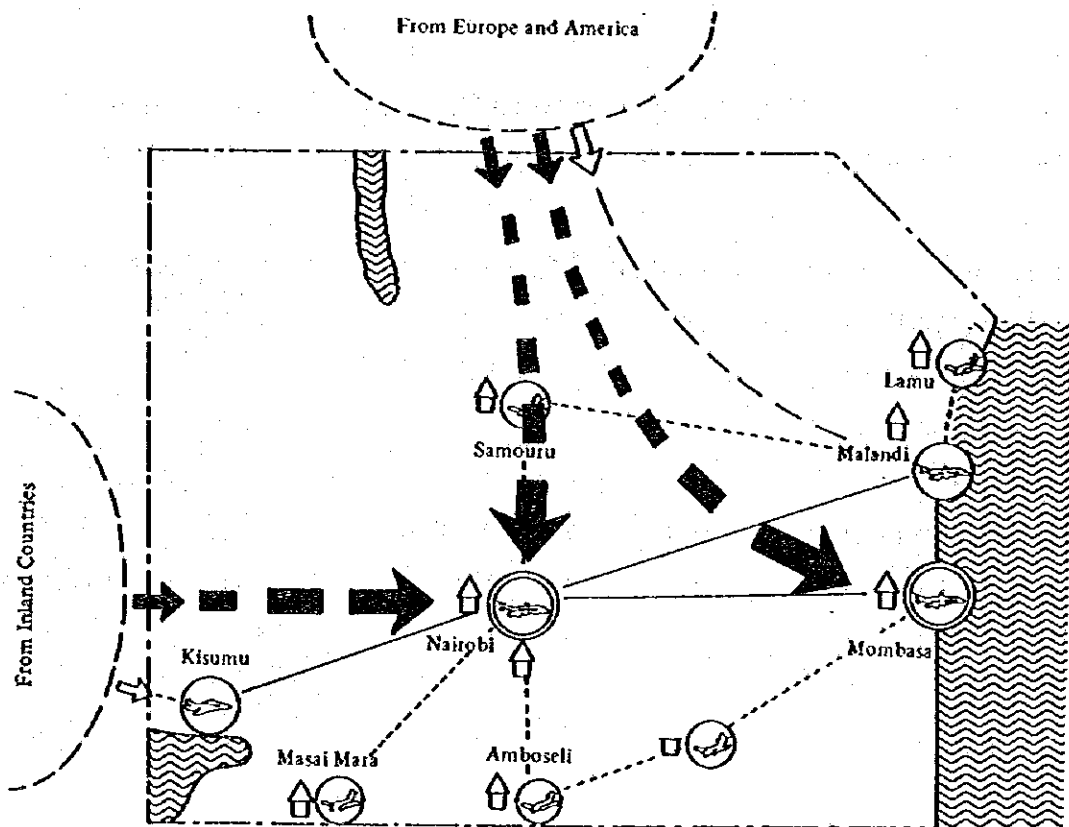 From Europe and America
Lamu
Malandi
Samouru
From Inland Countries
Nairobi
Kisumu
Mombasa
Masai Mara
Amboseli